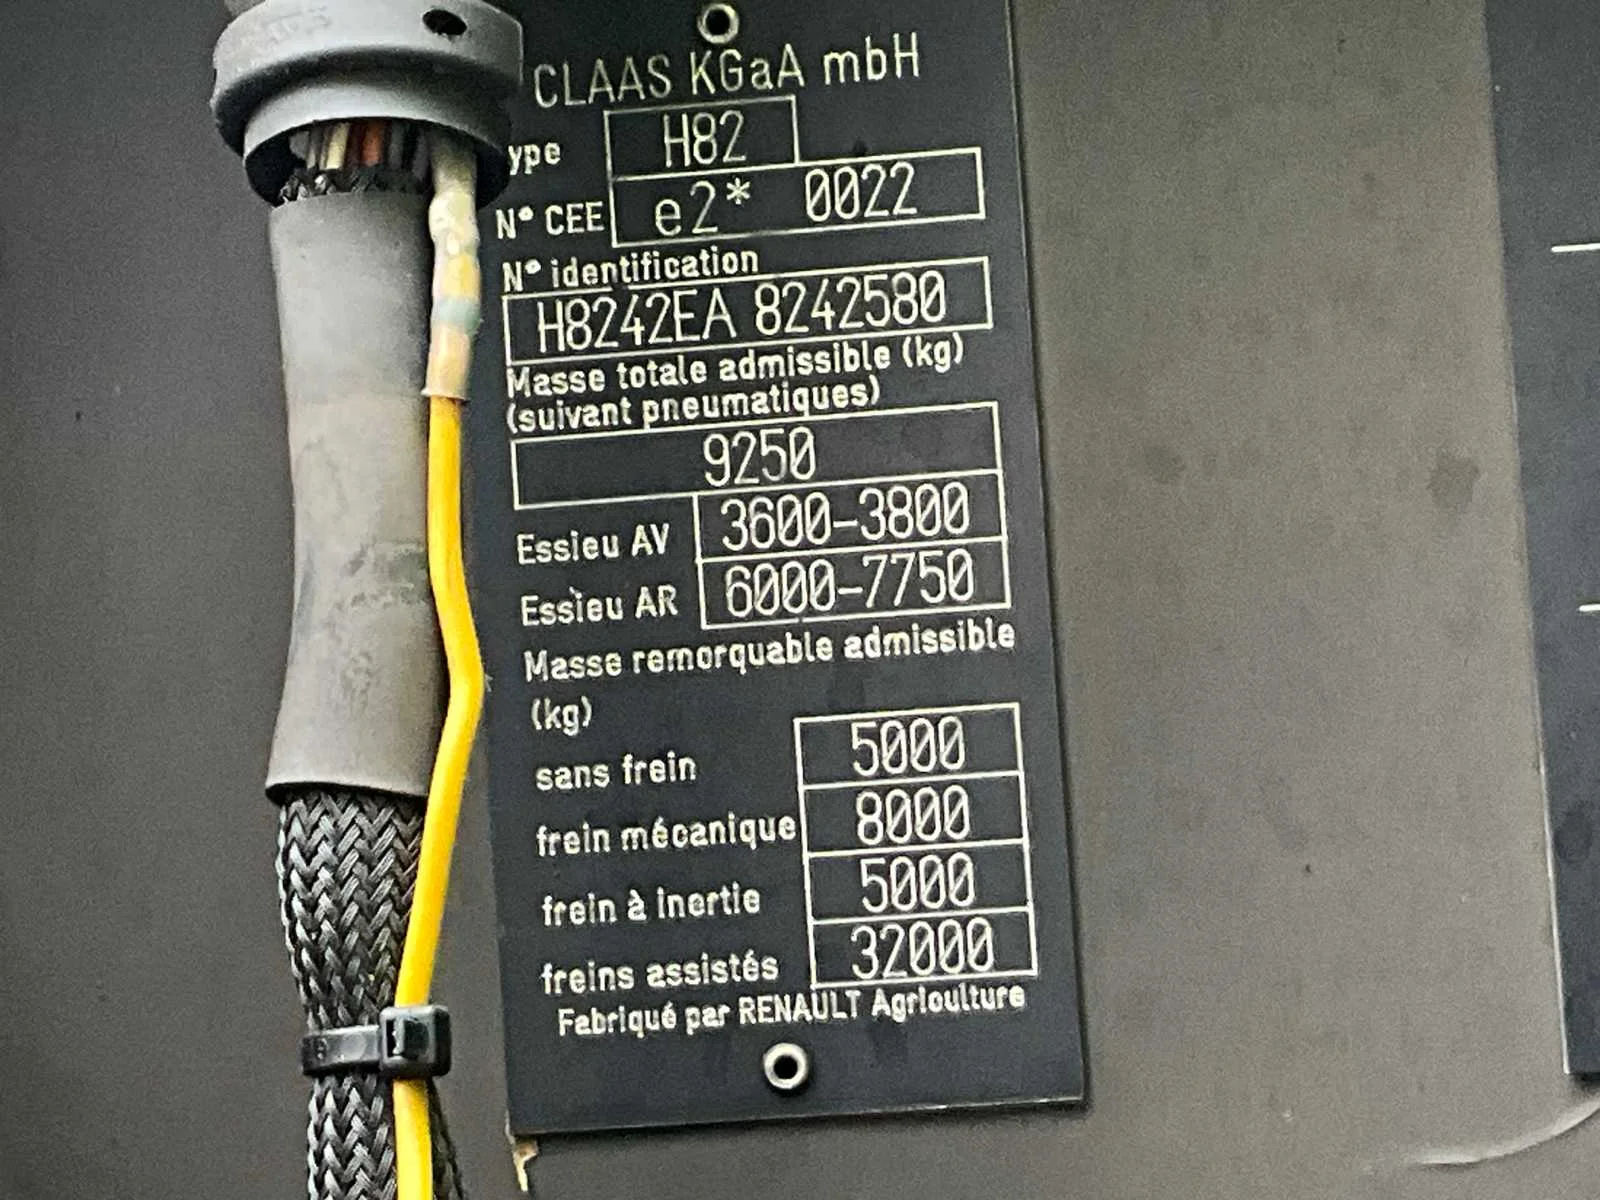 CLAAS KGaA mbH
ype H82
N° CEE e2* 0022
N° identification
H8242EA 8242580
Masse totale admissible (kg)
(suivant pneumatiques)
9250
Essieu AV 3600-3800
Essieu AR 6000-7750
Masse remorquable admissible
(kg)
sans frein 5000
frein mécanique 8000
frein à inertie 5000
freins assistés 32000
Fabriqué par RENAULT Agriculture